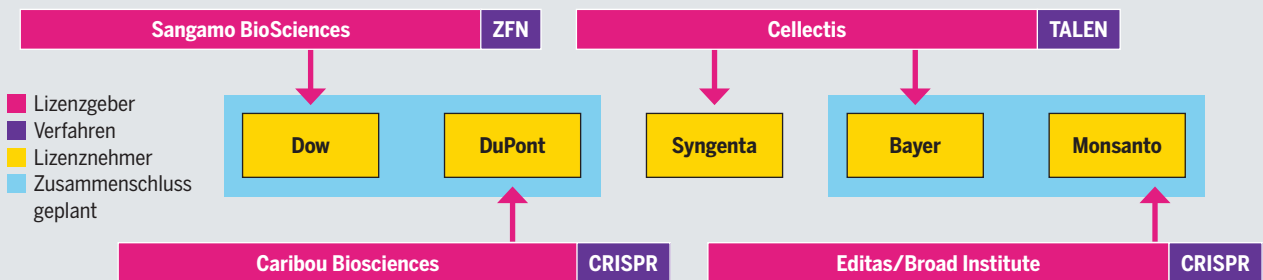 Sangamo BioSciences ZFN
Cellectis TALEN
Lizenzgeber
Verfahren
Lizenznehmer
Zusammenschluss
geplant
Dow
DuPont
Syngenta
Bayer
Monsanto
Caribou Biosciences CRISPR
Editas/Broad Institute CRISPR